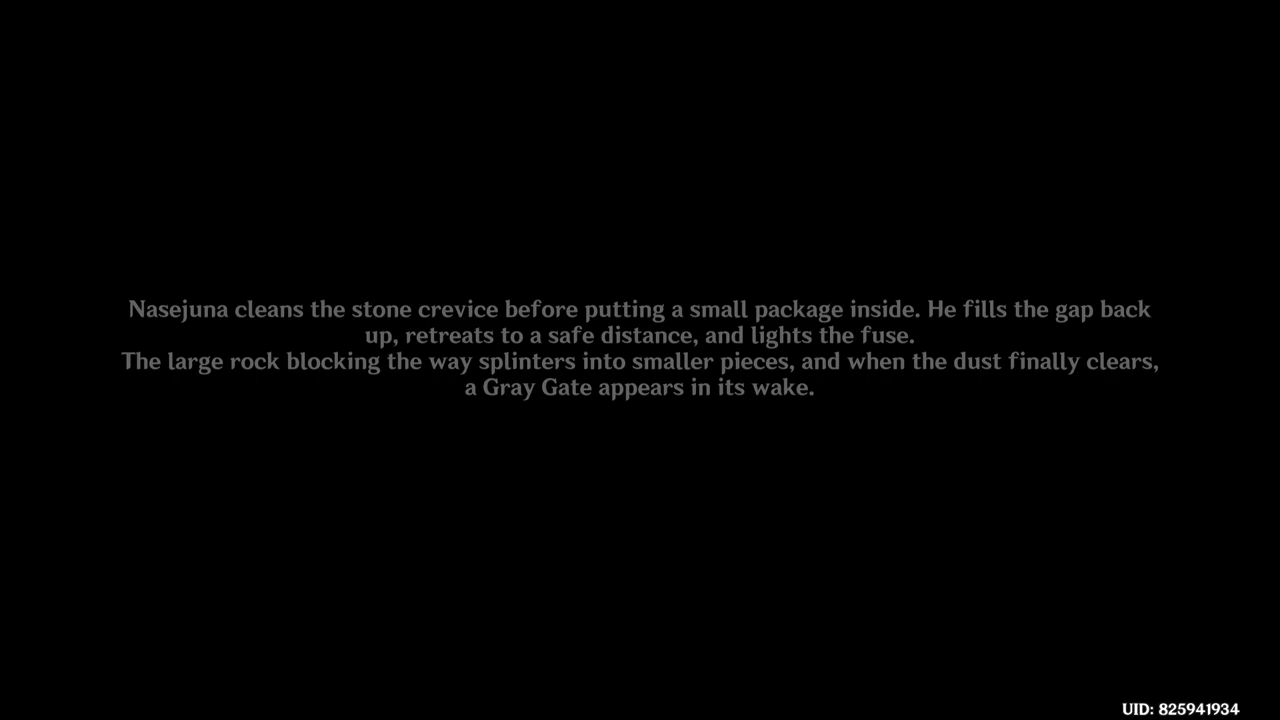 Nasejuna cleans the stone crevice before putting a small package inside. He fills the gap back
up, retreats to a safe distance, and lights the fuse.
The large rock blocking the way splinters into smaller pieces, and when the dust finally clears,
a Gray Gate appears in its wake.
UID: 825941934